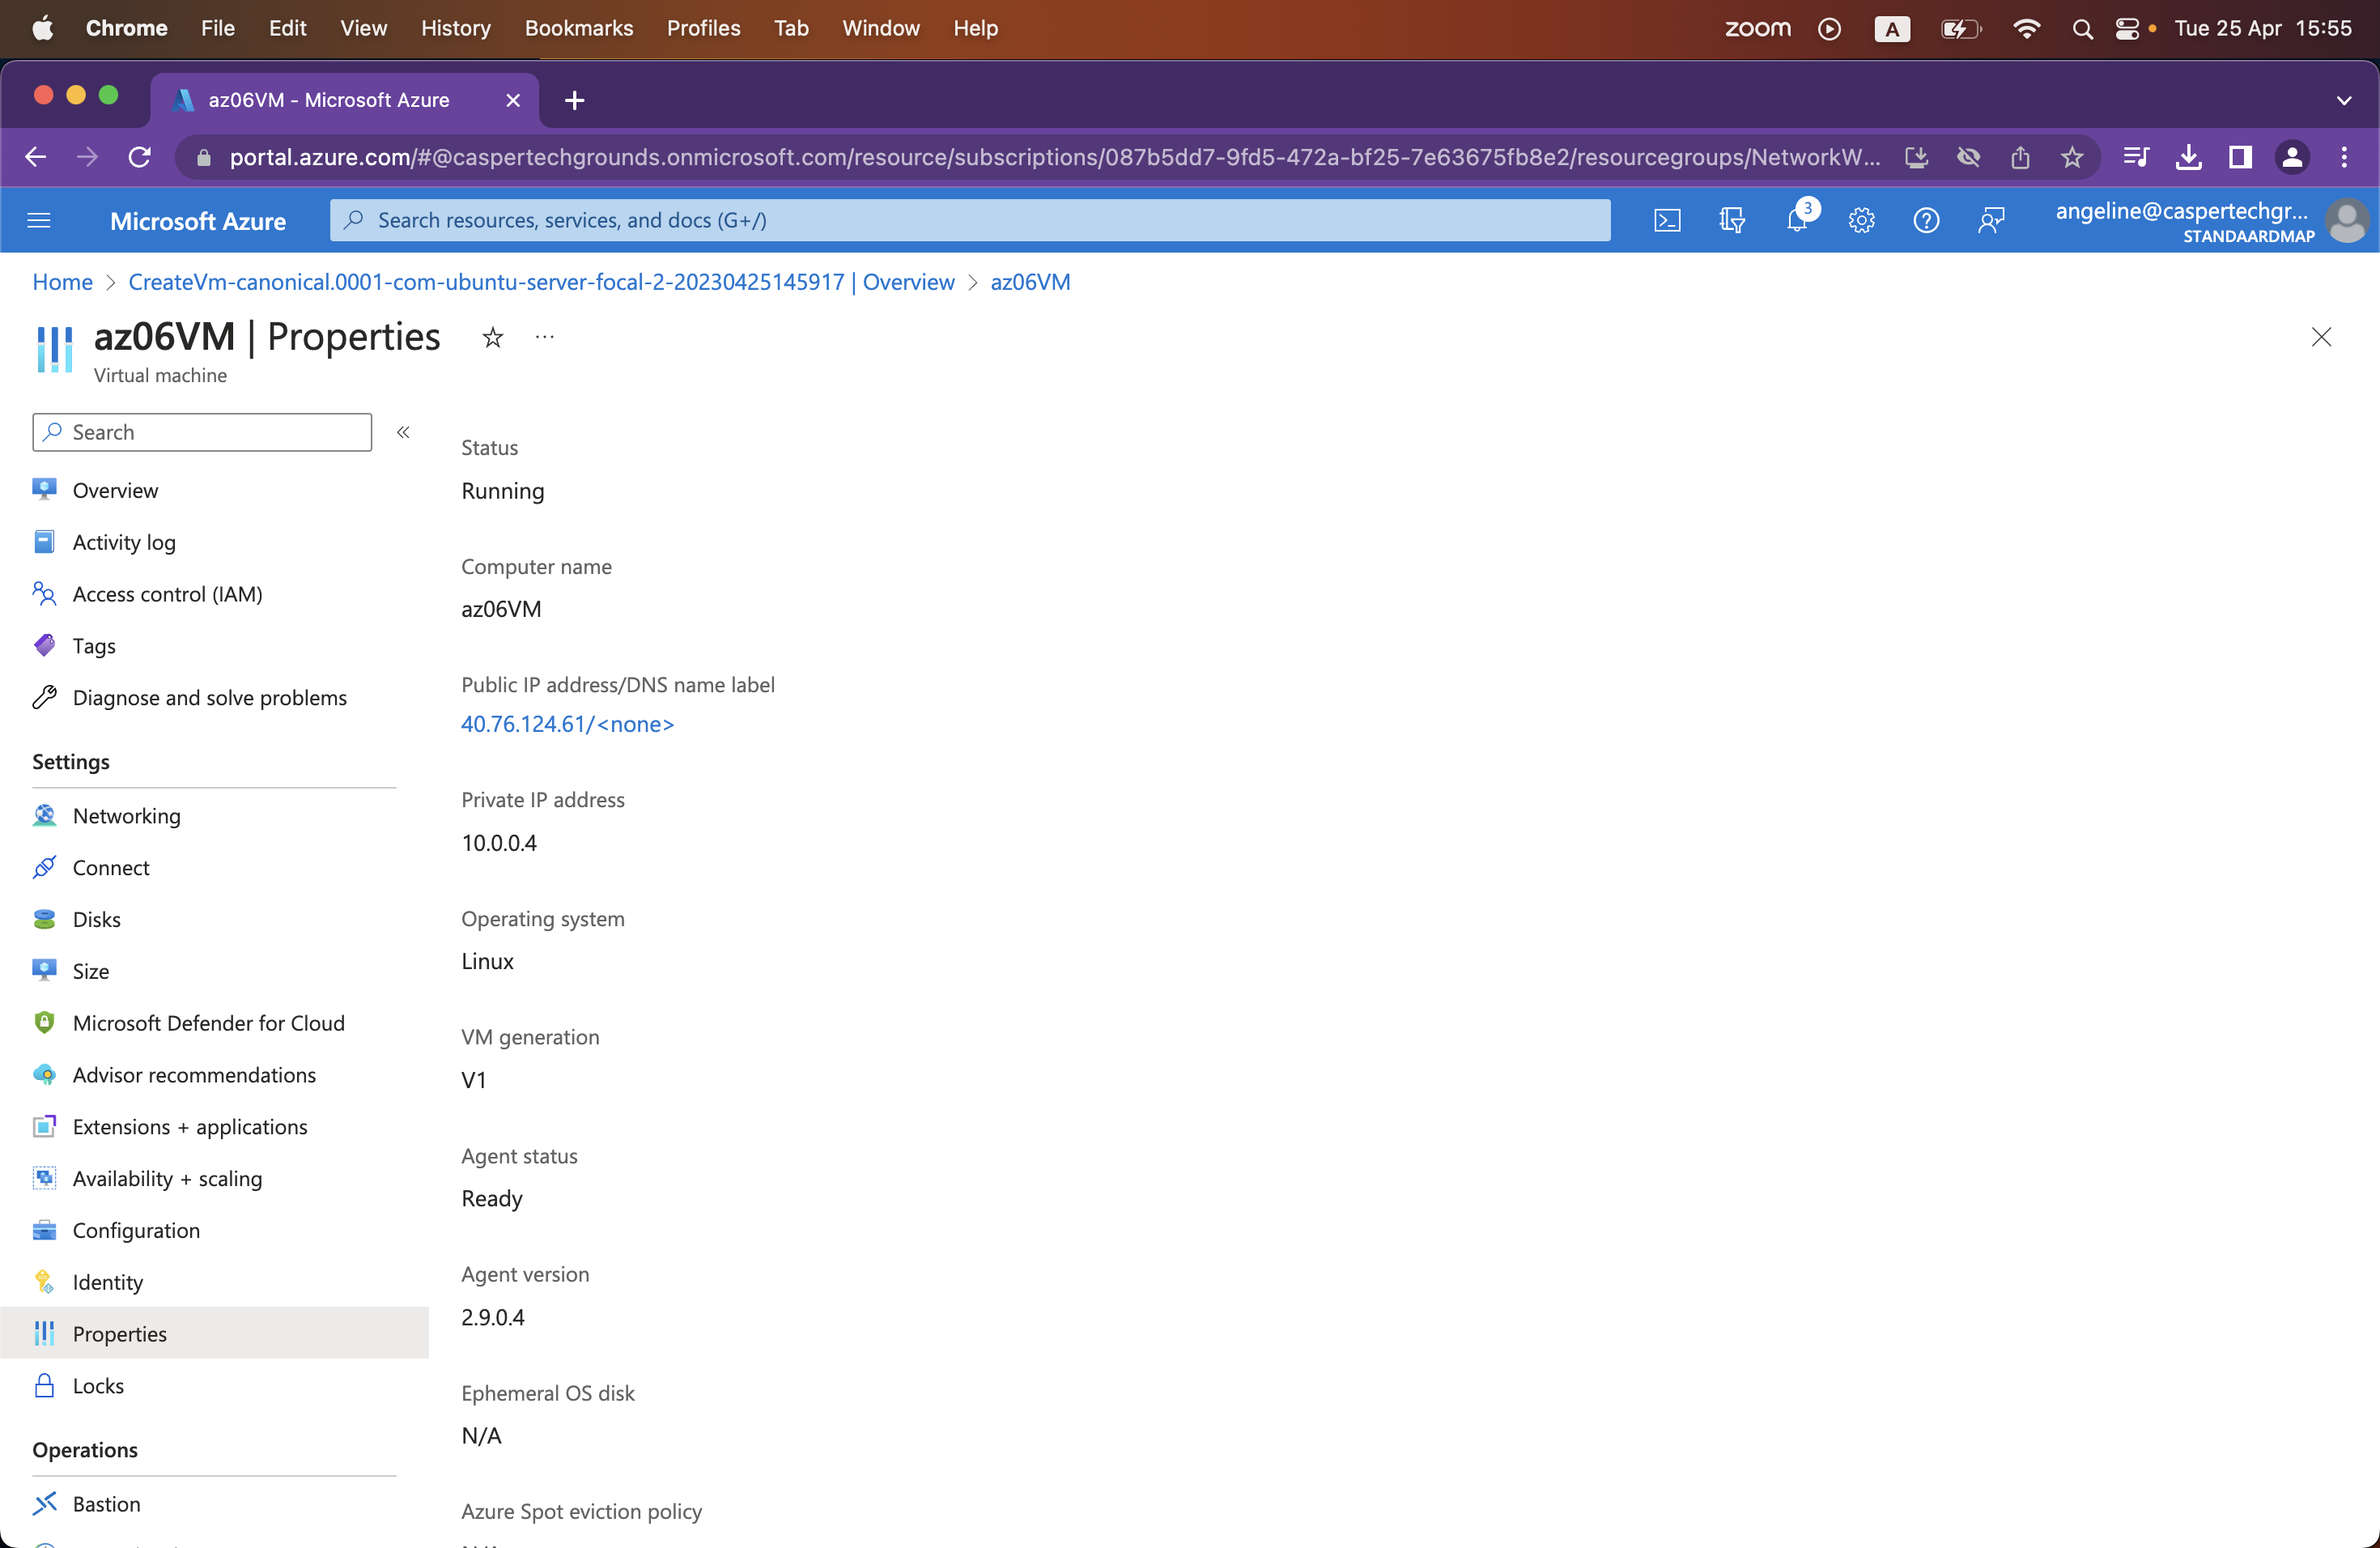 Chrome File Edit View History Bookmarks Profiles Tab Window Help zoom A Tue 25 Apr 15:55
az06VM - Microsoft Azure
portal.azure.com/#@caspertechgrounds.onmicrosoft.com/resource/subscriptions/087b5dd7-9fd5-472a-bf25-7e63675fb8e2/resourcegroups/NetworkW...
Microsoft Azure Search resources, services, and docs (G+/) 3 angeline@caspertechgr...
STANDAARDMAP
Home > CreateVm-canonical.0001-com-ubuntu-server-focal-2-20230425145917 | Overview > az06VM
az06VM | Properties
Virtual machine
Search
Overview
Activity log
Access control (IAM)
Tags
Diagnose and solve problems
Settings
Networking
Connect
Disks
Size
Microsoft Defender for Cloud
Advisor recommendations
Extensions + applications
Availability + scaling
Configuration
Identity
Properties
Locks
Operations
Bastion
Status
Running
Computer name
az06VM
Public IP address/DNS name label
40.76.124.61/<none>
Private IP address
10.0.0.4
Operating system
Linux
VM generation
V1
Agent status
Ready
Agent version
2.9.0.4
Ephemeral OS disk
N/A
Azure Spot eviction policy